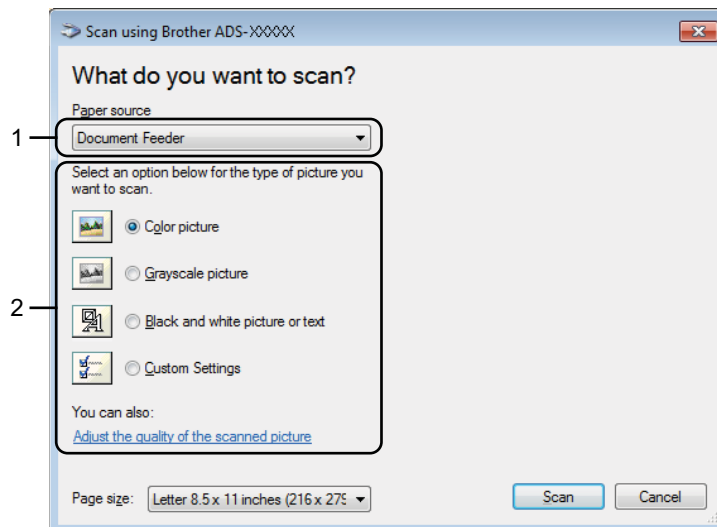 Scan using Brother ADS-XXXXX
What do you want to scan?
Paper source
1
Document Feeder
Select an option below for the type of picture you
want to scan.
Color picture
Grayscale picture
2
Black and white picture or text
Custom Settings
You can also:
Adjust the quality of the scanned picture
Page size: Letter 8.5 x 11 inches (216 x 279 Scan Cancel